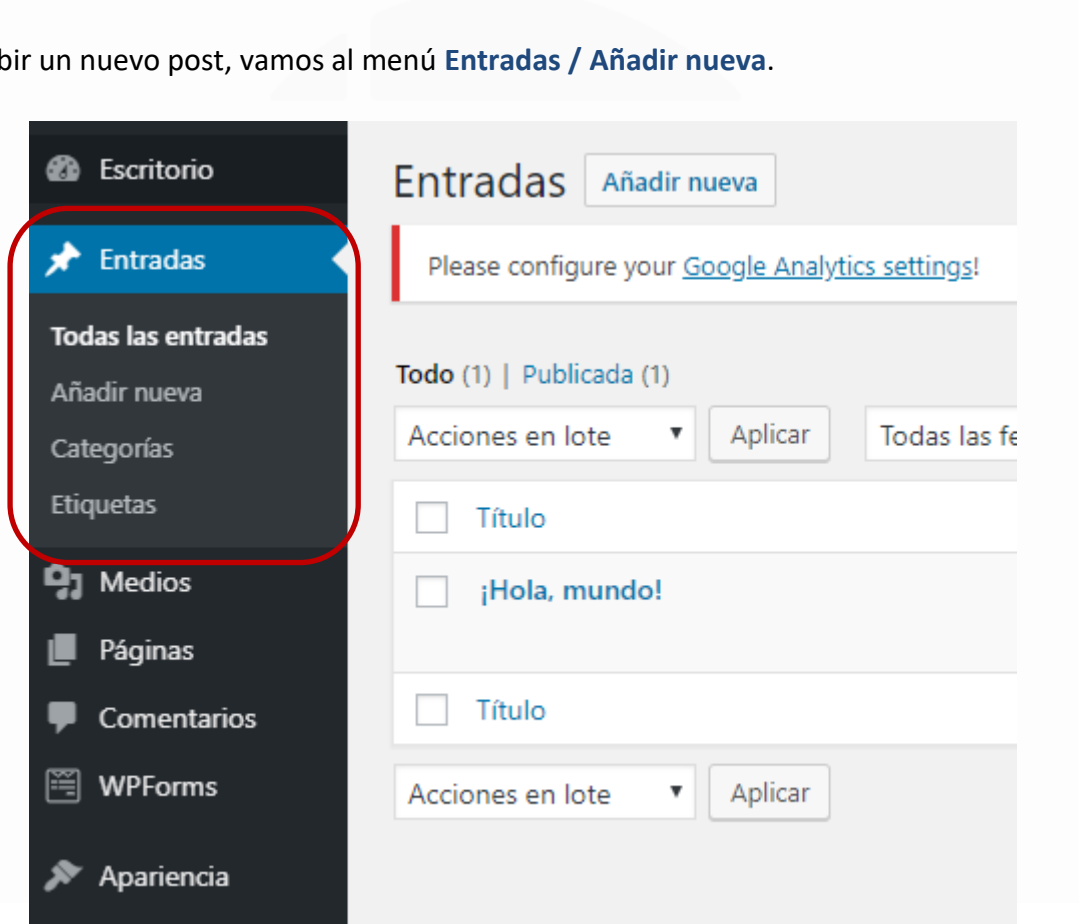 un nuevo post, vamos al menú Entradas / Añadir nueva.
Escritorio
Entradas
Todas las entradas
Añadir nueva
Categorías
Etiquetas
Medios
Páginas
Comentarios
WPForms
Apariencia
Entradas Añadir nueva
Please configure your Google Analytics settings!
Todo (1) | Publicada (1)
Acciones en lote Aplicar Todas las
Título
¡Hola, mundo!
Título
Acciones en lote Aplicar